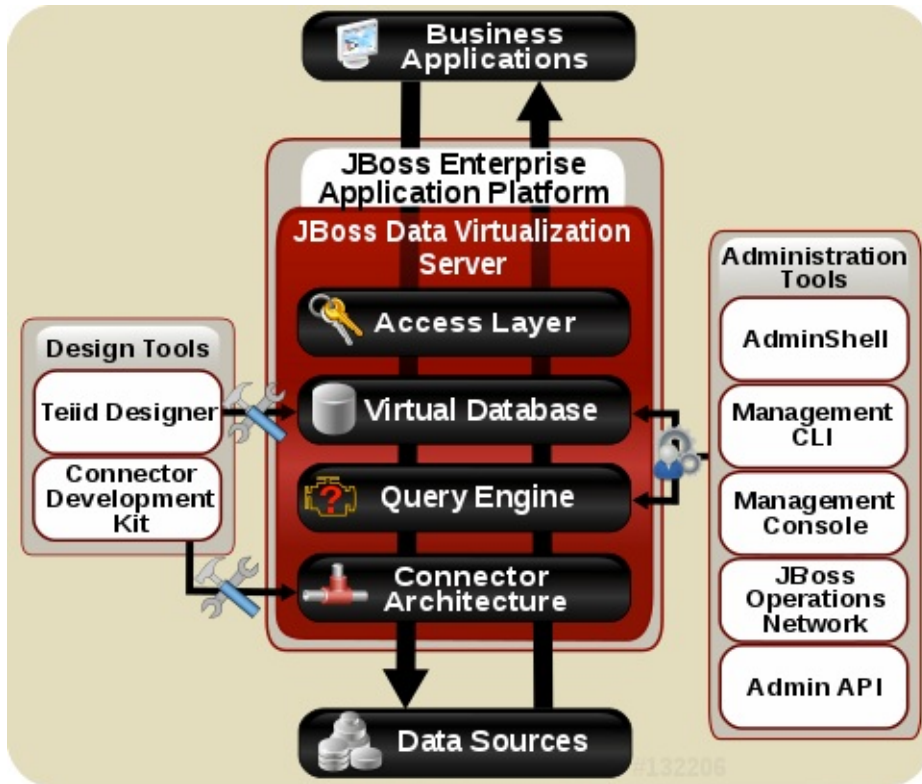 Business
Applications
JBoss Enterprise
Application Platform
JBoss Data Virtualization
Server
Access Layer
Virtual Database
Query Engine
Connector
Architecture
Data Sources
Design Tools
Teiid Designer
Connector
Development
Kit
Administration
Tools
AdminShell
Management
CLI
Management
Console
JBoss
Operations
Network
Admin API
?
#132206